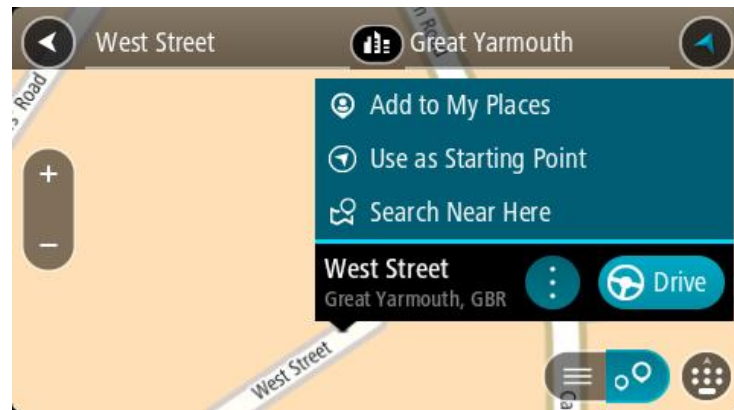 West Street
Great Yarmouth
Road
Add to My Places
Use as Starting Point
Search Near Here
West Street
Great Yarmouth, GBR
Drive
West Street